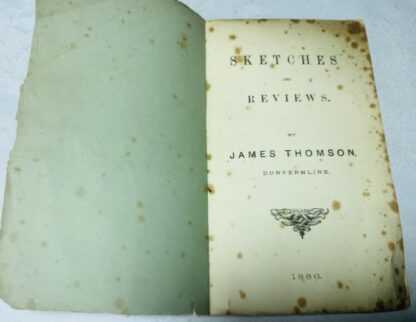 SKETCHES
AND
REVIEWS.
BY
JAMES THOMSON,
DUNFERMLINE
1886.